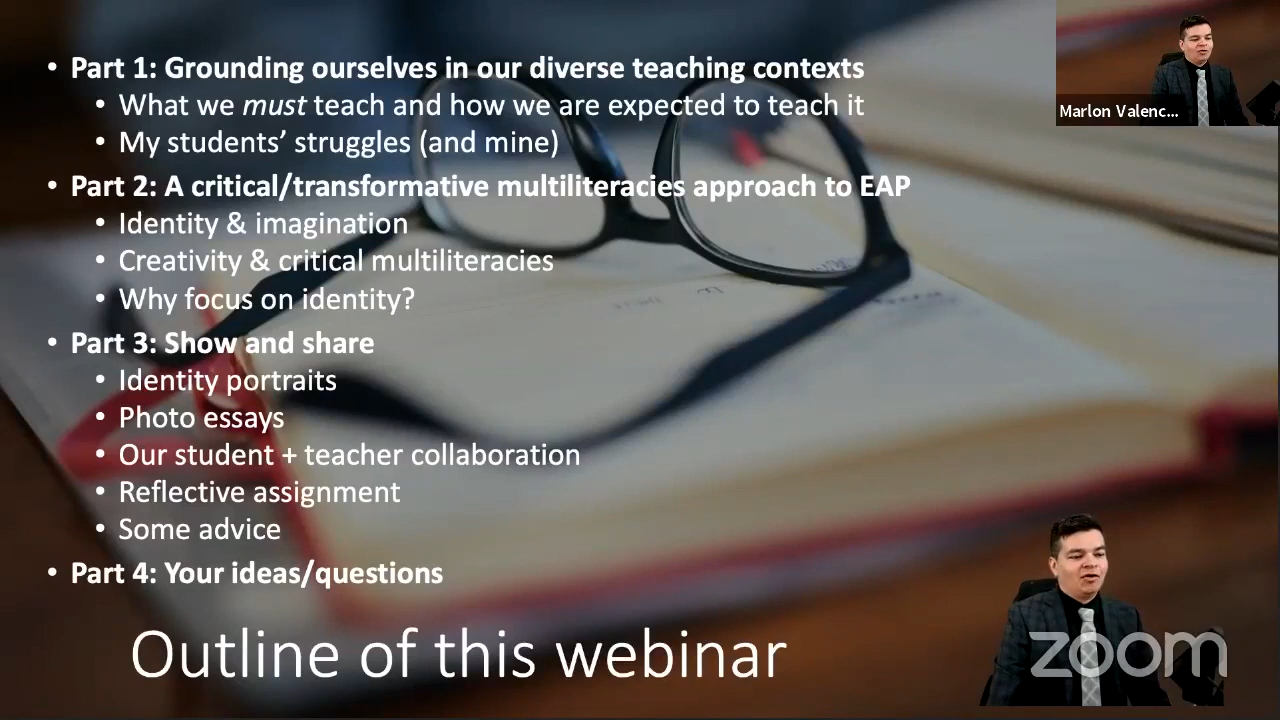 • Part 1: Grounding ourselves in our diverse teaching contexts
• What we must teach and how we are expected to teach it
• My students’ struggles (and mine)
• Part 2: A critical/transformative multiliteracies approach to EAP
• Identity & imagination
• Creativity & critical multiliteracies
• Why focus on identity?
• Part 3: Show and share
• Identity portraits
• Photo essays
• Our student + teacher collaboration
• Reflective assignment
• Some advice
• Part 4: Your ideas/questions
Outline of this webinar
Marlon Valenc...
zoom